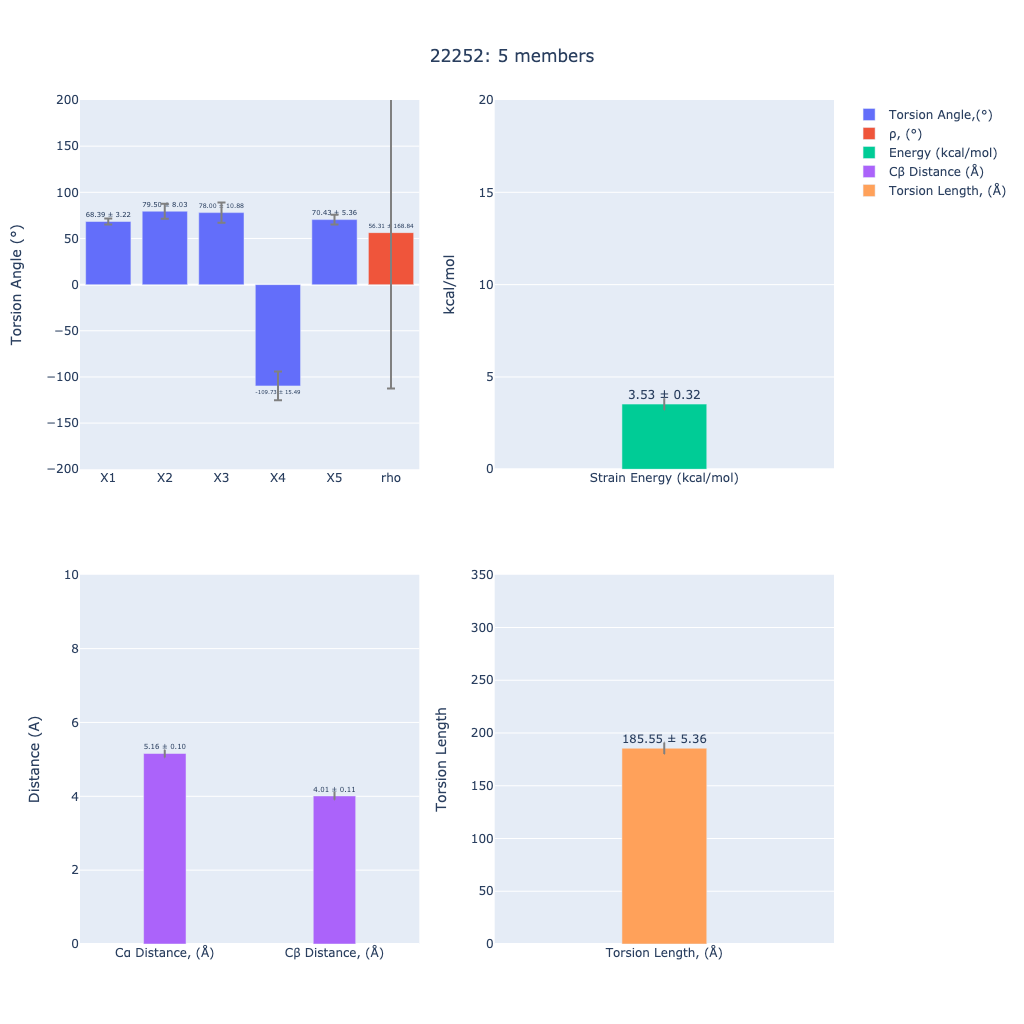 22252: 5 members
Torsion Angle (°)
200
150
100
50
0
−50
−100
−150
−200
68.39 ± 3.22
79.50 ± 8.03
78.00 ± 10.88
-109.73 ± 15.49
70.43 ± 5.36
56.31 ± 168.84
X1 X2 X3 X4 X5 rho
kcal/mol
20
15
10
5
0
3.53 ± 0.32
Strain Energy (kcal/mol)
Torsion Angle,(°)
ρ, (°)
Energy (kcal/mol)
Cβ Distance (Å)
Torsion Length, (Å)
Distance (A)
10
8
6
4
2
0
5.16 ± 0.10
4.01 ± 0.11
Cα Distance, (Å) Cβ Distance, (Å)
Torsion Length
350
300
250
200
150
100
50
0
185.55 ± 5.36
Torsion Length, (Å)